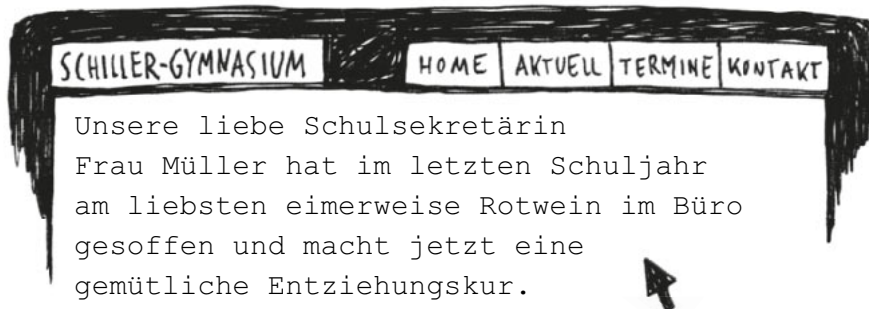 SCHILLER-GYMNASIUM HOME AKTUELL TERMINE KONTAKT
Unsere liebe Schulsekretärin
Frau Müller hat im letzten Schuljahr
am liebsten eimerweise Rotwein im Büro
gesoffen und macht jetzt eine
gemütliche Entziehungskur.